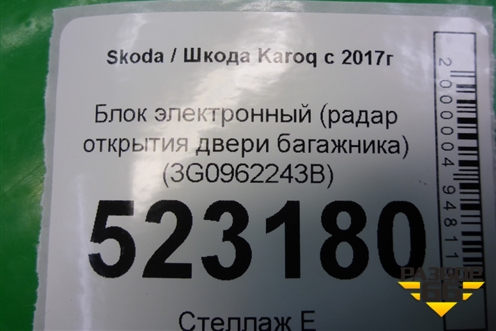 Skoda / Шкода Karoq с 2017г
Блок электронный (радар
открытия двери багажника)
(3G0962243B)
523180
Стеллаж Е